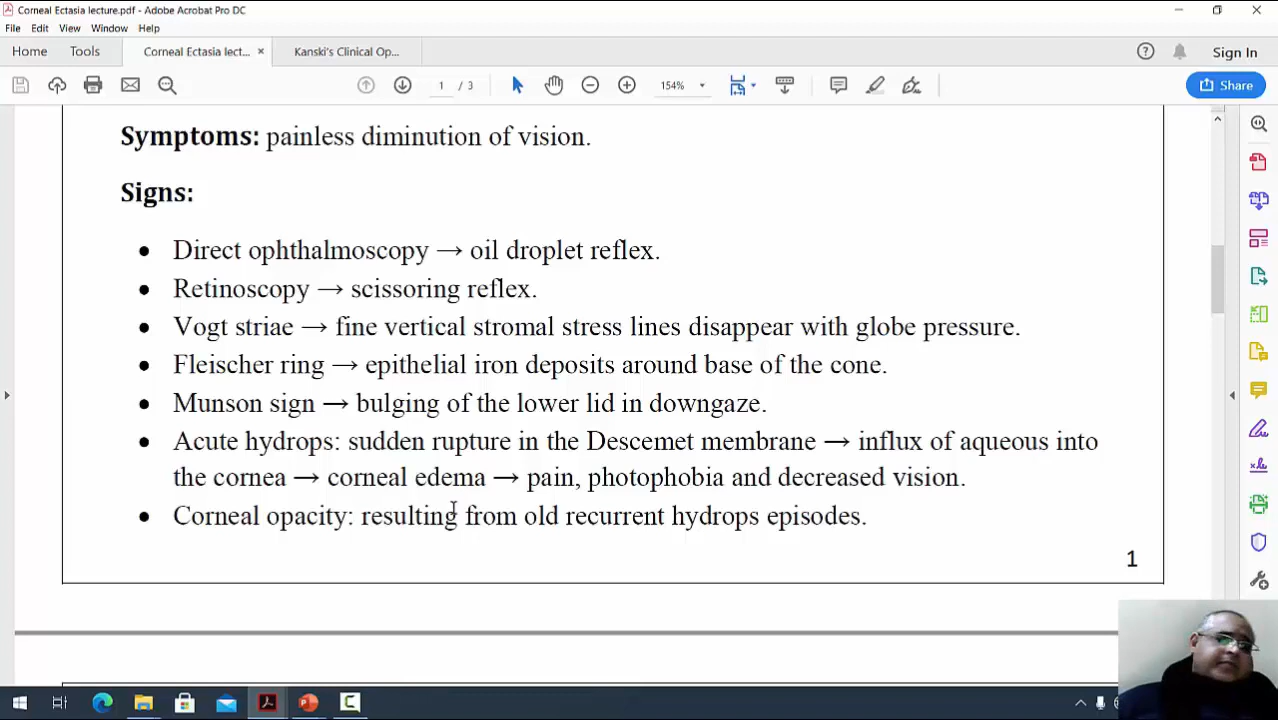 Corneal Ectasia lecture.pdf - Adobe Acrobat Pro DC
File Edit View Window Help
Home Tools Corneal Ectasia lect... × Kanski's Clinical Op... Sign In
1 / 3 154% Share
Symptoms: painless diminution of vision.
Signs:
• Direct ophthalmoscopy → oil droplet reflex.
• Retinoscopy → scissoring reflex.
• Vogt striae → fine vertical stromal stress lines disappear with globe pressure.
• Fleischer ring → epithelial iron deposits around base of the cone.
• Munson sign → bulging of the lower lid in downgaze.
• Acute hydrops: sudden rupture in the Descemet membrane → influx of aqueous into
the cornea → corneal edema → pain, photophobia and decreased vision.
• Corneal opacity: resulting from old recurrent hydrops episodes.
1